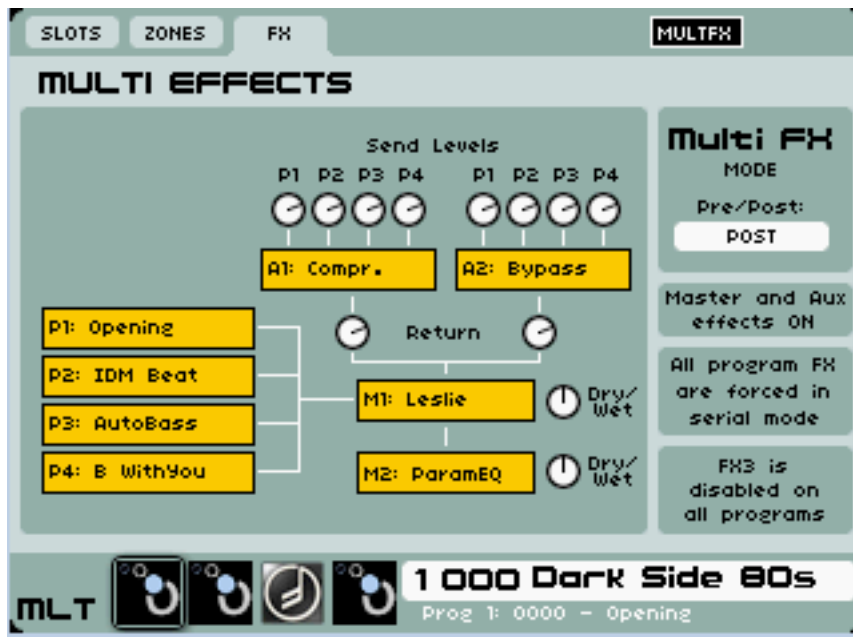 SLOTS ZONES FX MULTFX
MULTI EFFECTS
Send Levels
P1 P2 P3 P4 P1 P2 P3 P4
A1: Compr. A2: Bypass
Return
P1: Opening
P2: IDM Beat
P3: AutoBass
P4: B WithYou
M1: Leslie Dry/
Wet
M2: ParamEQ Dry/
Wet
Multi FX
MODE
Pre/Post:
POST
Master and Aux
effects ON
All program FX
are forced in
serial mode
FX3 is
disabled on
all programs
MLT
1 000 Dark Side 80s
Prog 1: 0000 - Opening